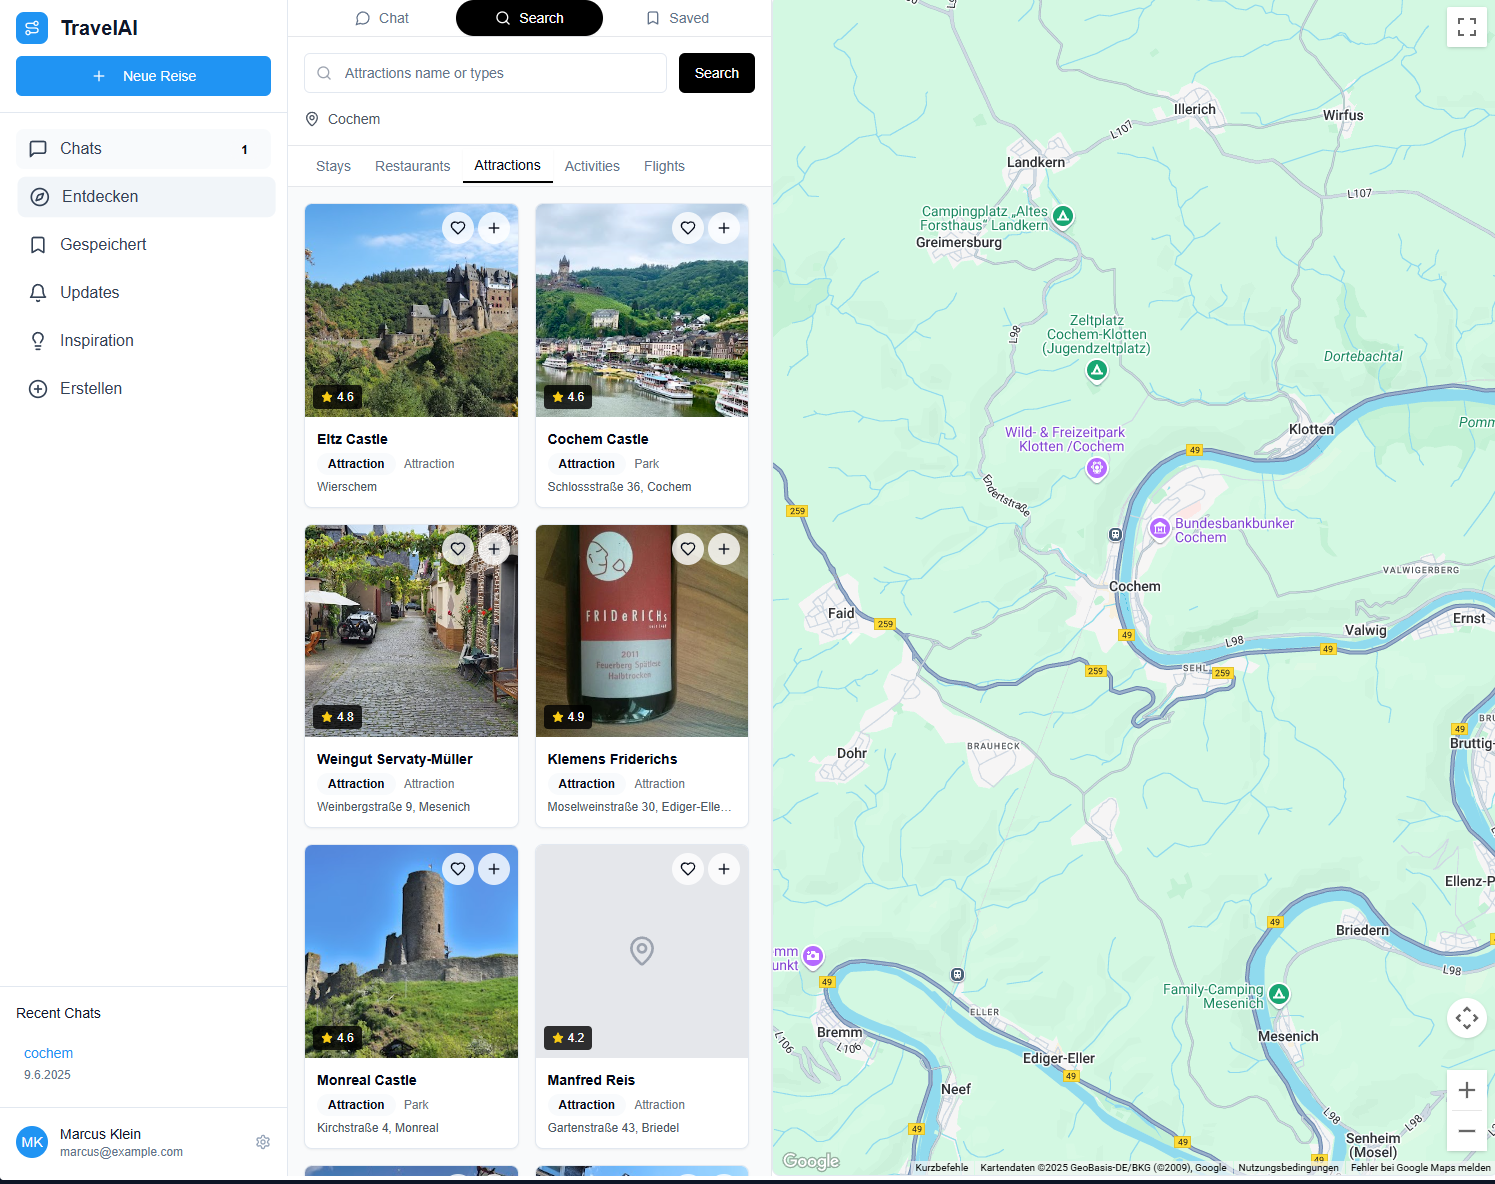 TravelAI
Neue Reise
Chats
1
Entdecken
Gespeichert
Updates
Inspiration
Erstellen
Recent Chats
cochem
9.6.2025
MK
Marcus Klein
marcus@example.com
Chat
Search
Saved
Attractions name or types
Search
Cochem
Stays
Restaurants
Attractions
Activities
Flights
4.6
Eltz Castle
Attraction
Attraction
Wierschem
4.6
Cochem Castle
Attraction
Park
Schlossstraße 36, Cochem
4.8
Weingut Servaty-Müller
Attraction
Attraction
Weinbergstraße 9, Mesenich
FRIDeRICHs
2011
Feuerberg Spätlese
Halbtrocken
4.9
Klemens Friderichs
Attraction
Attraction
Moselweinstraße 30, Ediger-Elle...
4.6
Monreal Castle
Attraction
Park
Kirchstraße 4, Monreal
4.2
Manfred Reis
Attraction
Attraction
Gartenstraße 43, Briedel
Illerich
Wirfus
L107
Landkern
L107
Campingplatz „Altes
Forsthaus" Landkern
Greimersburg
Zeltplatz
Cochem-Klotten
(Jugendzeltplatz)
L98
Dortebachtal
Klotten
Pomm
Wild- & Freizeitpark
Klotten /Cochem
49
Endertstraße
259
Bundesbankbunker
Cochem
VALWIGERBERG
Cochem
Faid
259
49
Valwig
Ernst
L98
49
SEHL
259
259
BRU
49
Bruttig-
Dohr
BRAUHECK
Ellenz-P
49
Briedern
49
L98
mm
unkt
49
Family-Camping
Mesenich
ELLER
Bremm
L106
L106
Mesenich
Ediger-Eller
49
Neef
L98
L98
49
49
Senheim
(Mosel)
49
Google
Kurzbefehle
Kartendaten ©2025 GeoBasis-DE/BKG (©2009), Google
Nutzungsbedingungen
Fehler bei Google Maps melden